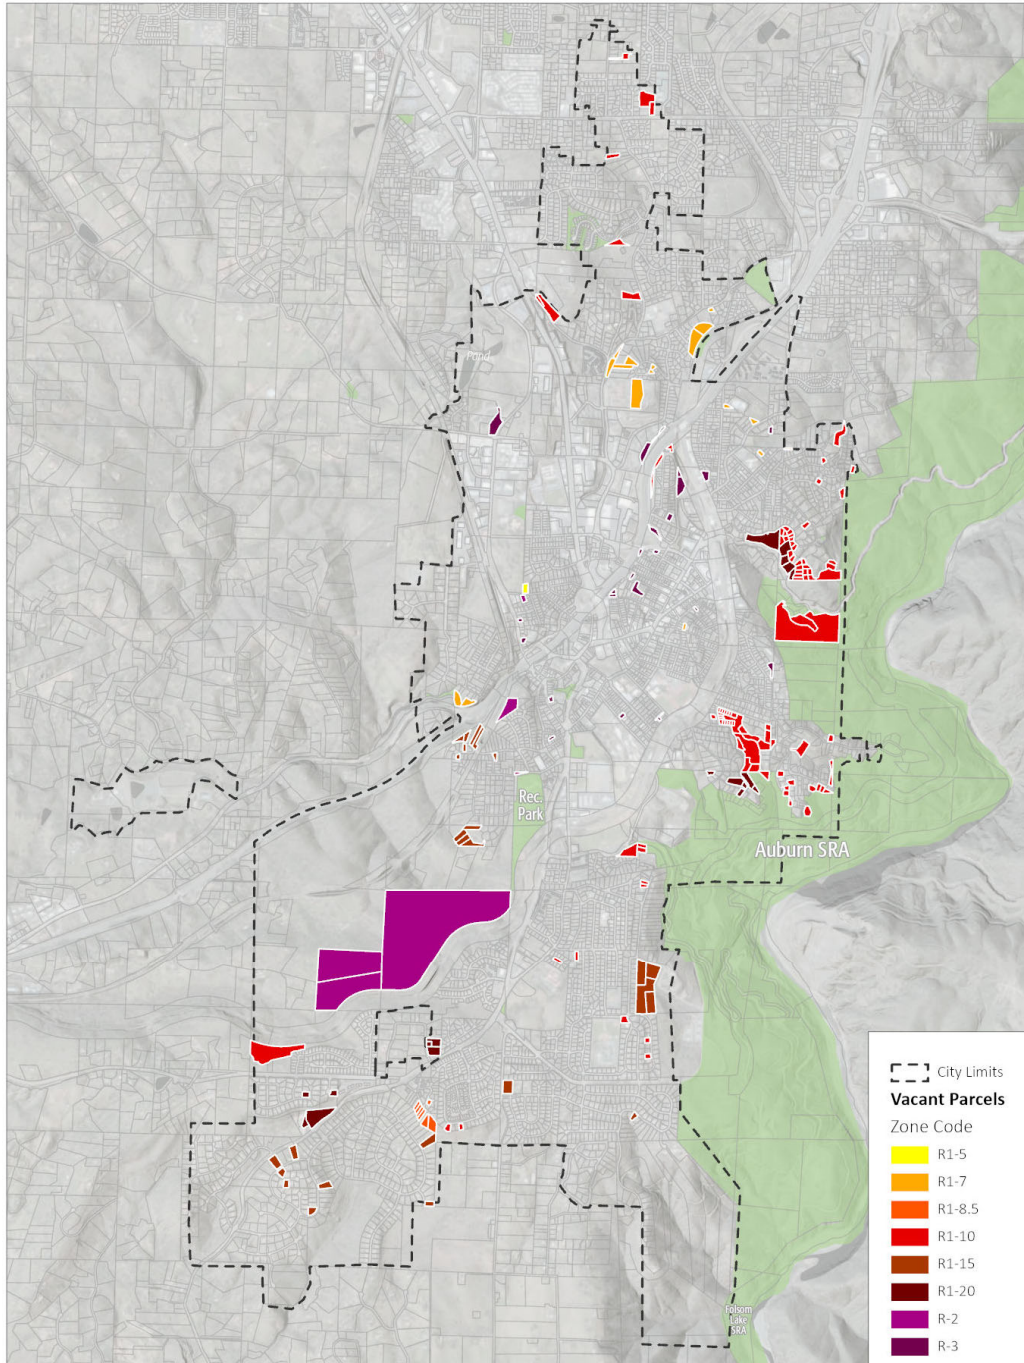 Pond
Rec.
Park
Auburn SRA
City Limits
Vacant Parcels
Zone Code
R1-5
R1-7
R1-8.5
R1-10
R1-15
R1-20
R-2
R-3
Folsom
Lake
SRA